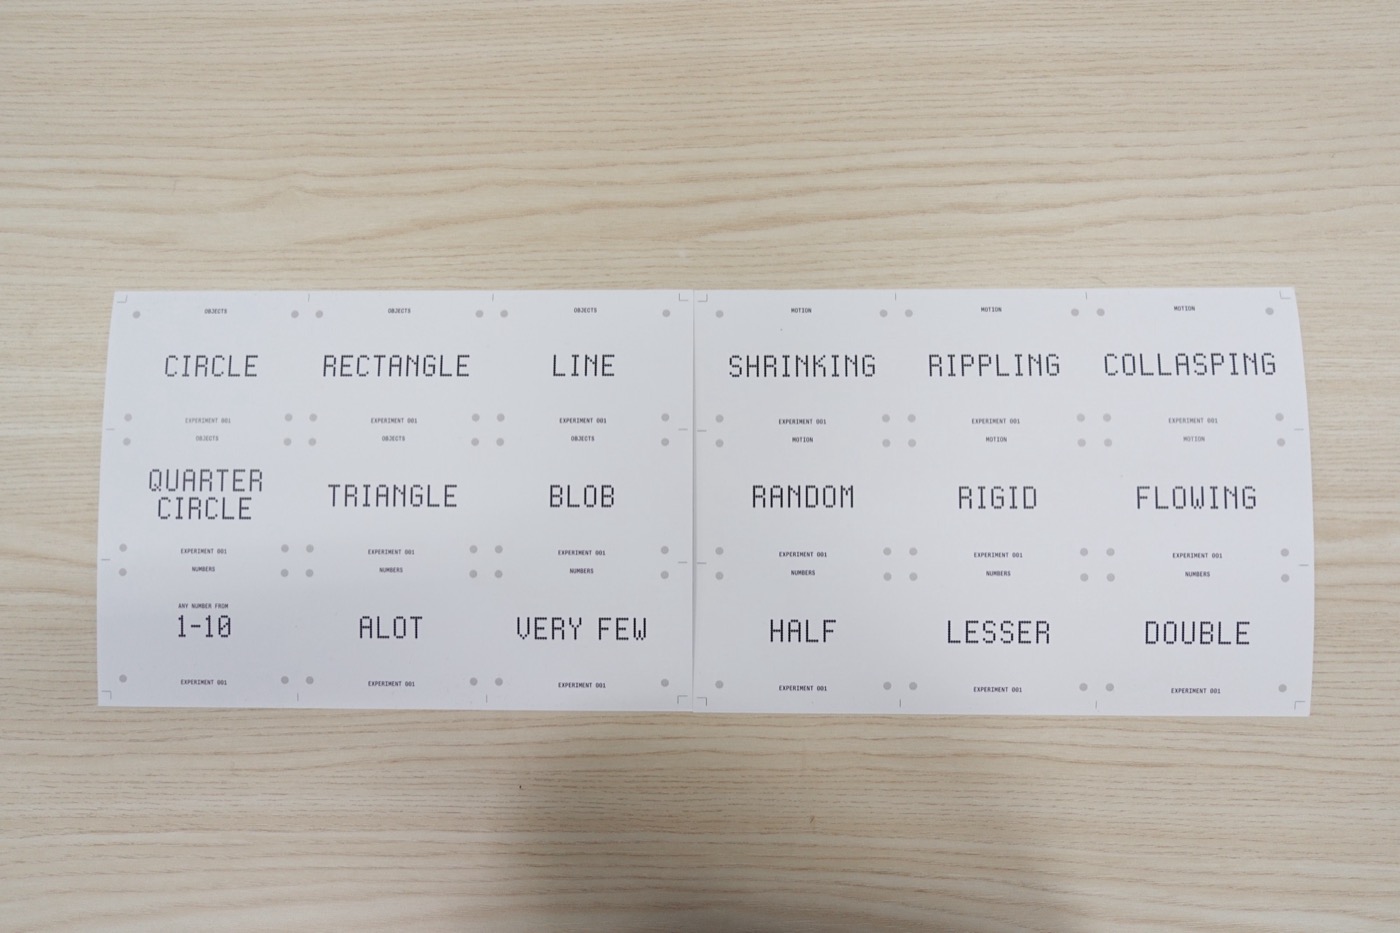 OBJECTS
CIRCLE
EXPERIMENT 001
OBJECTS
RECTANGLE
EXPERIMENT 001
OBJECTS
LINE
EXPERIMENT 001
MOTION
SHRINKING
EXPERIMENT 001
MOTION
RIPPLING
EXPERIMENT 001
MOTION
COLLASPING
EXPERIMENT 001
OBJECTS
QUARTER
CIRCLE
EXPERIMENT 001
OBJECTS
TRIANGLE
EXPERIMENT 001
OBJECTS
BLOB
EXPERIMENT 001
MOTION
RANDOM
EXPERIMENT 001
MOTION
RIGID
EXPERIMENT 001
MOTION
FLOWING
EXPERIMENT 001
NUMBERS
ANY NUMBER FROM
1-10
EXPERIMENT 001
NUMBERS
ALOT
EXPERIMENT 001
NUMBERS
VERY FEW
EXPERIMENT 001
NUMBERS
HALF
EXPERIMENT 001
NUMBERS
LESSER
EXPERIMENT 001
NUMBERS
DOUBLE
EXPERIMENT 001